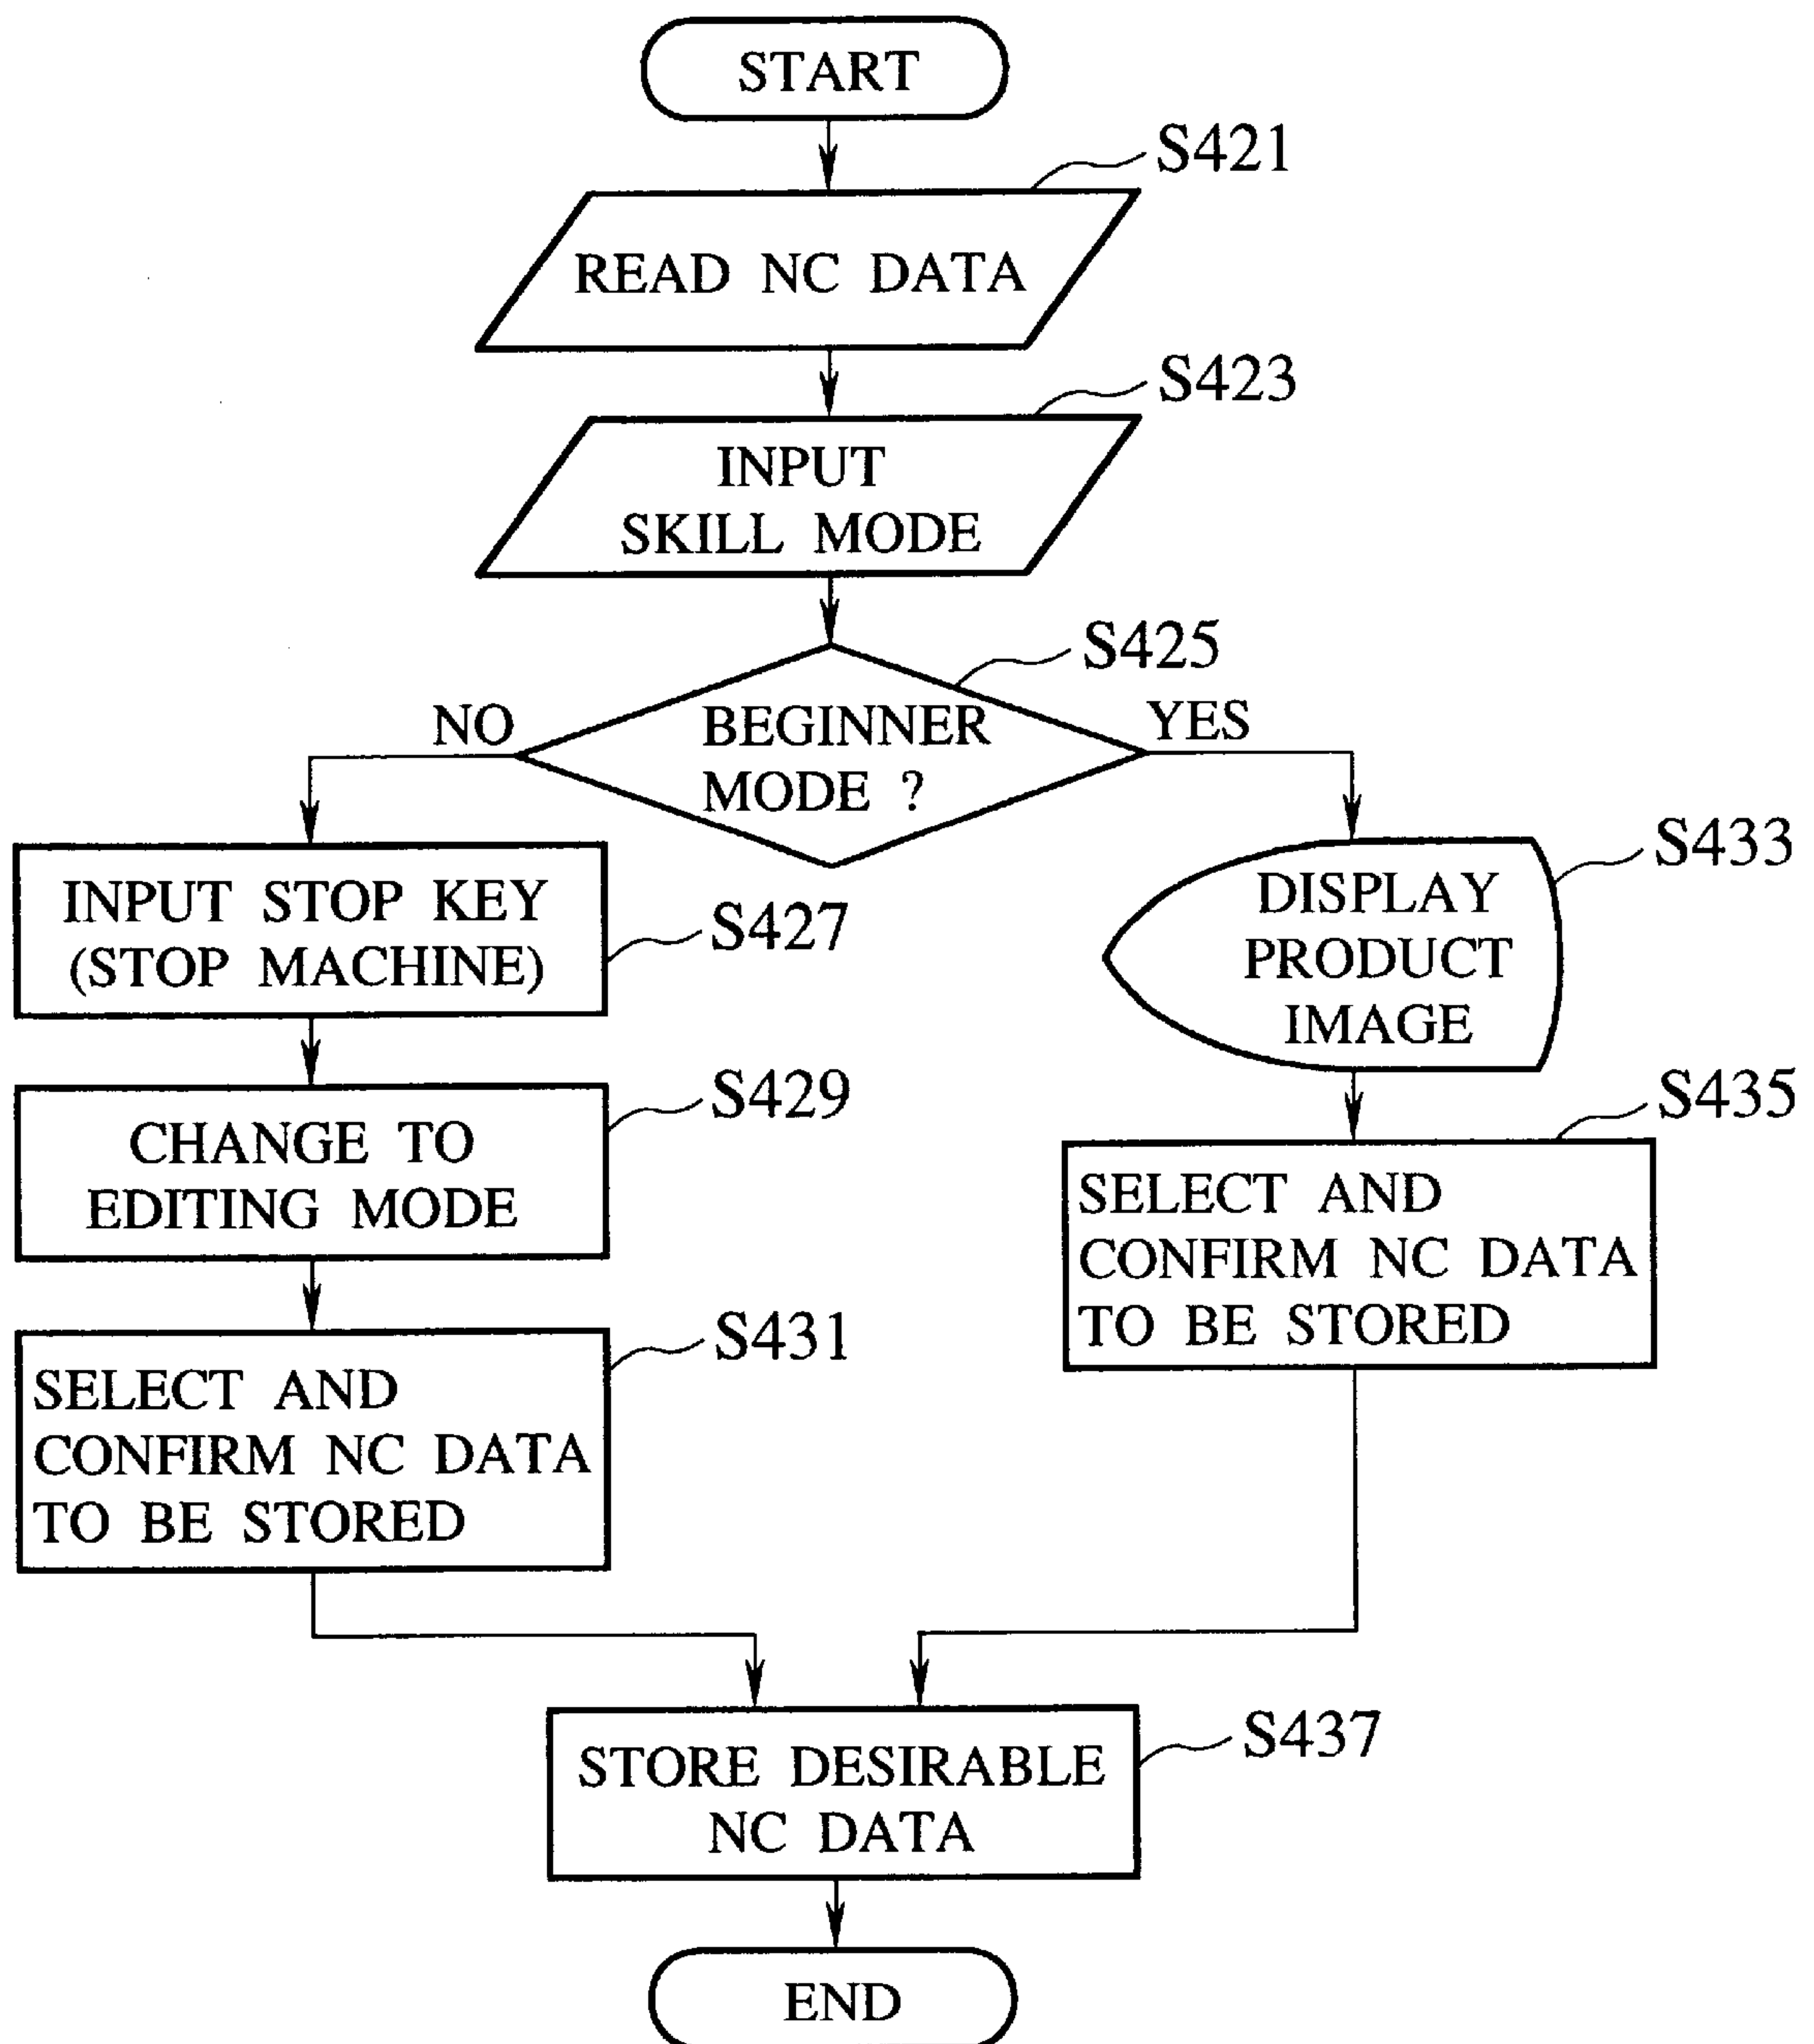 START
S421
READ NC DATA
S423
INPUT
SKILL MODE
S425
NO
BEGINNER
MODE ?
YES
INPUT STOP KEY
(STOP MACHINE)
S427
S433
DISPLAY
PRODUCT
IMAGE
CHANGE TO
EDITING MODE
S429
S435
SELECT AND
CONFIRM NC DATA
TO BE STORED
S431
SELECT AND
CONFIRM NC DATA
TO BE STORED
STORE DESIRABLE
NC DATA
S437
END